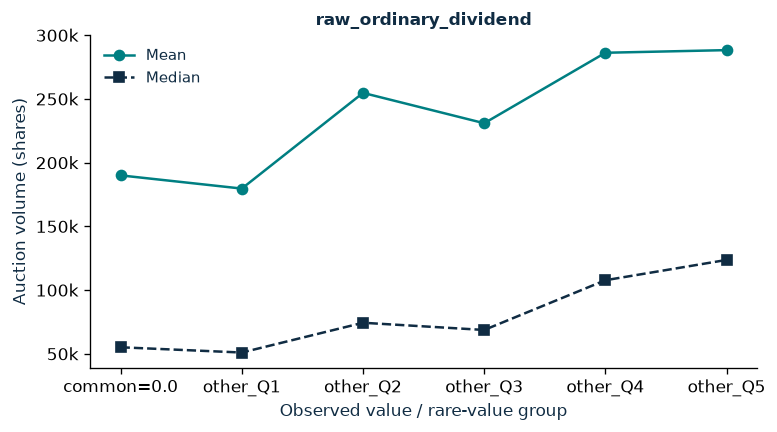 raw_ordinary_dividend
Mean
Median
Auction volume (shares)
300k
250k
200k
150k
100k
50k
common=0.0 other_Q1 other_Q2 other_Q3 other_Q4 other_Q5
Observed value / rare-value group